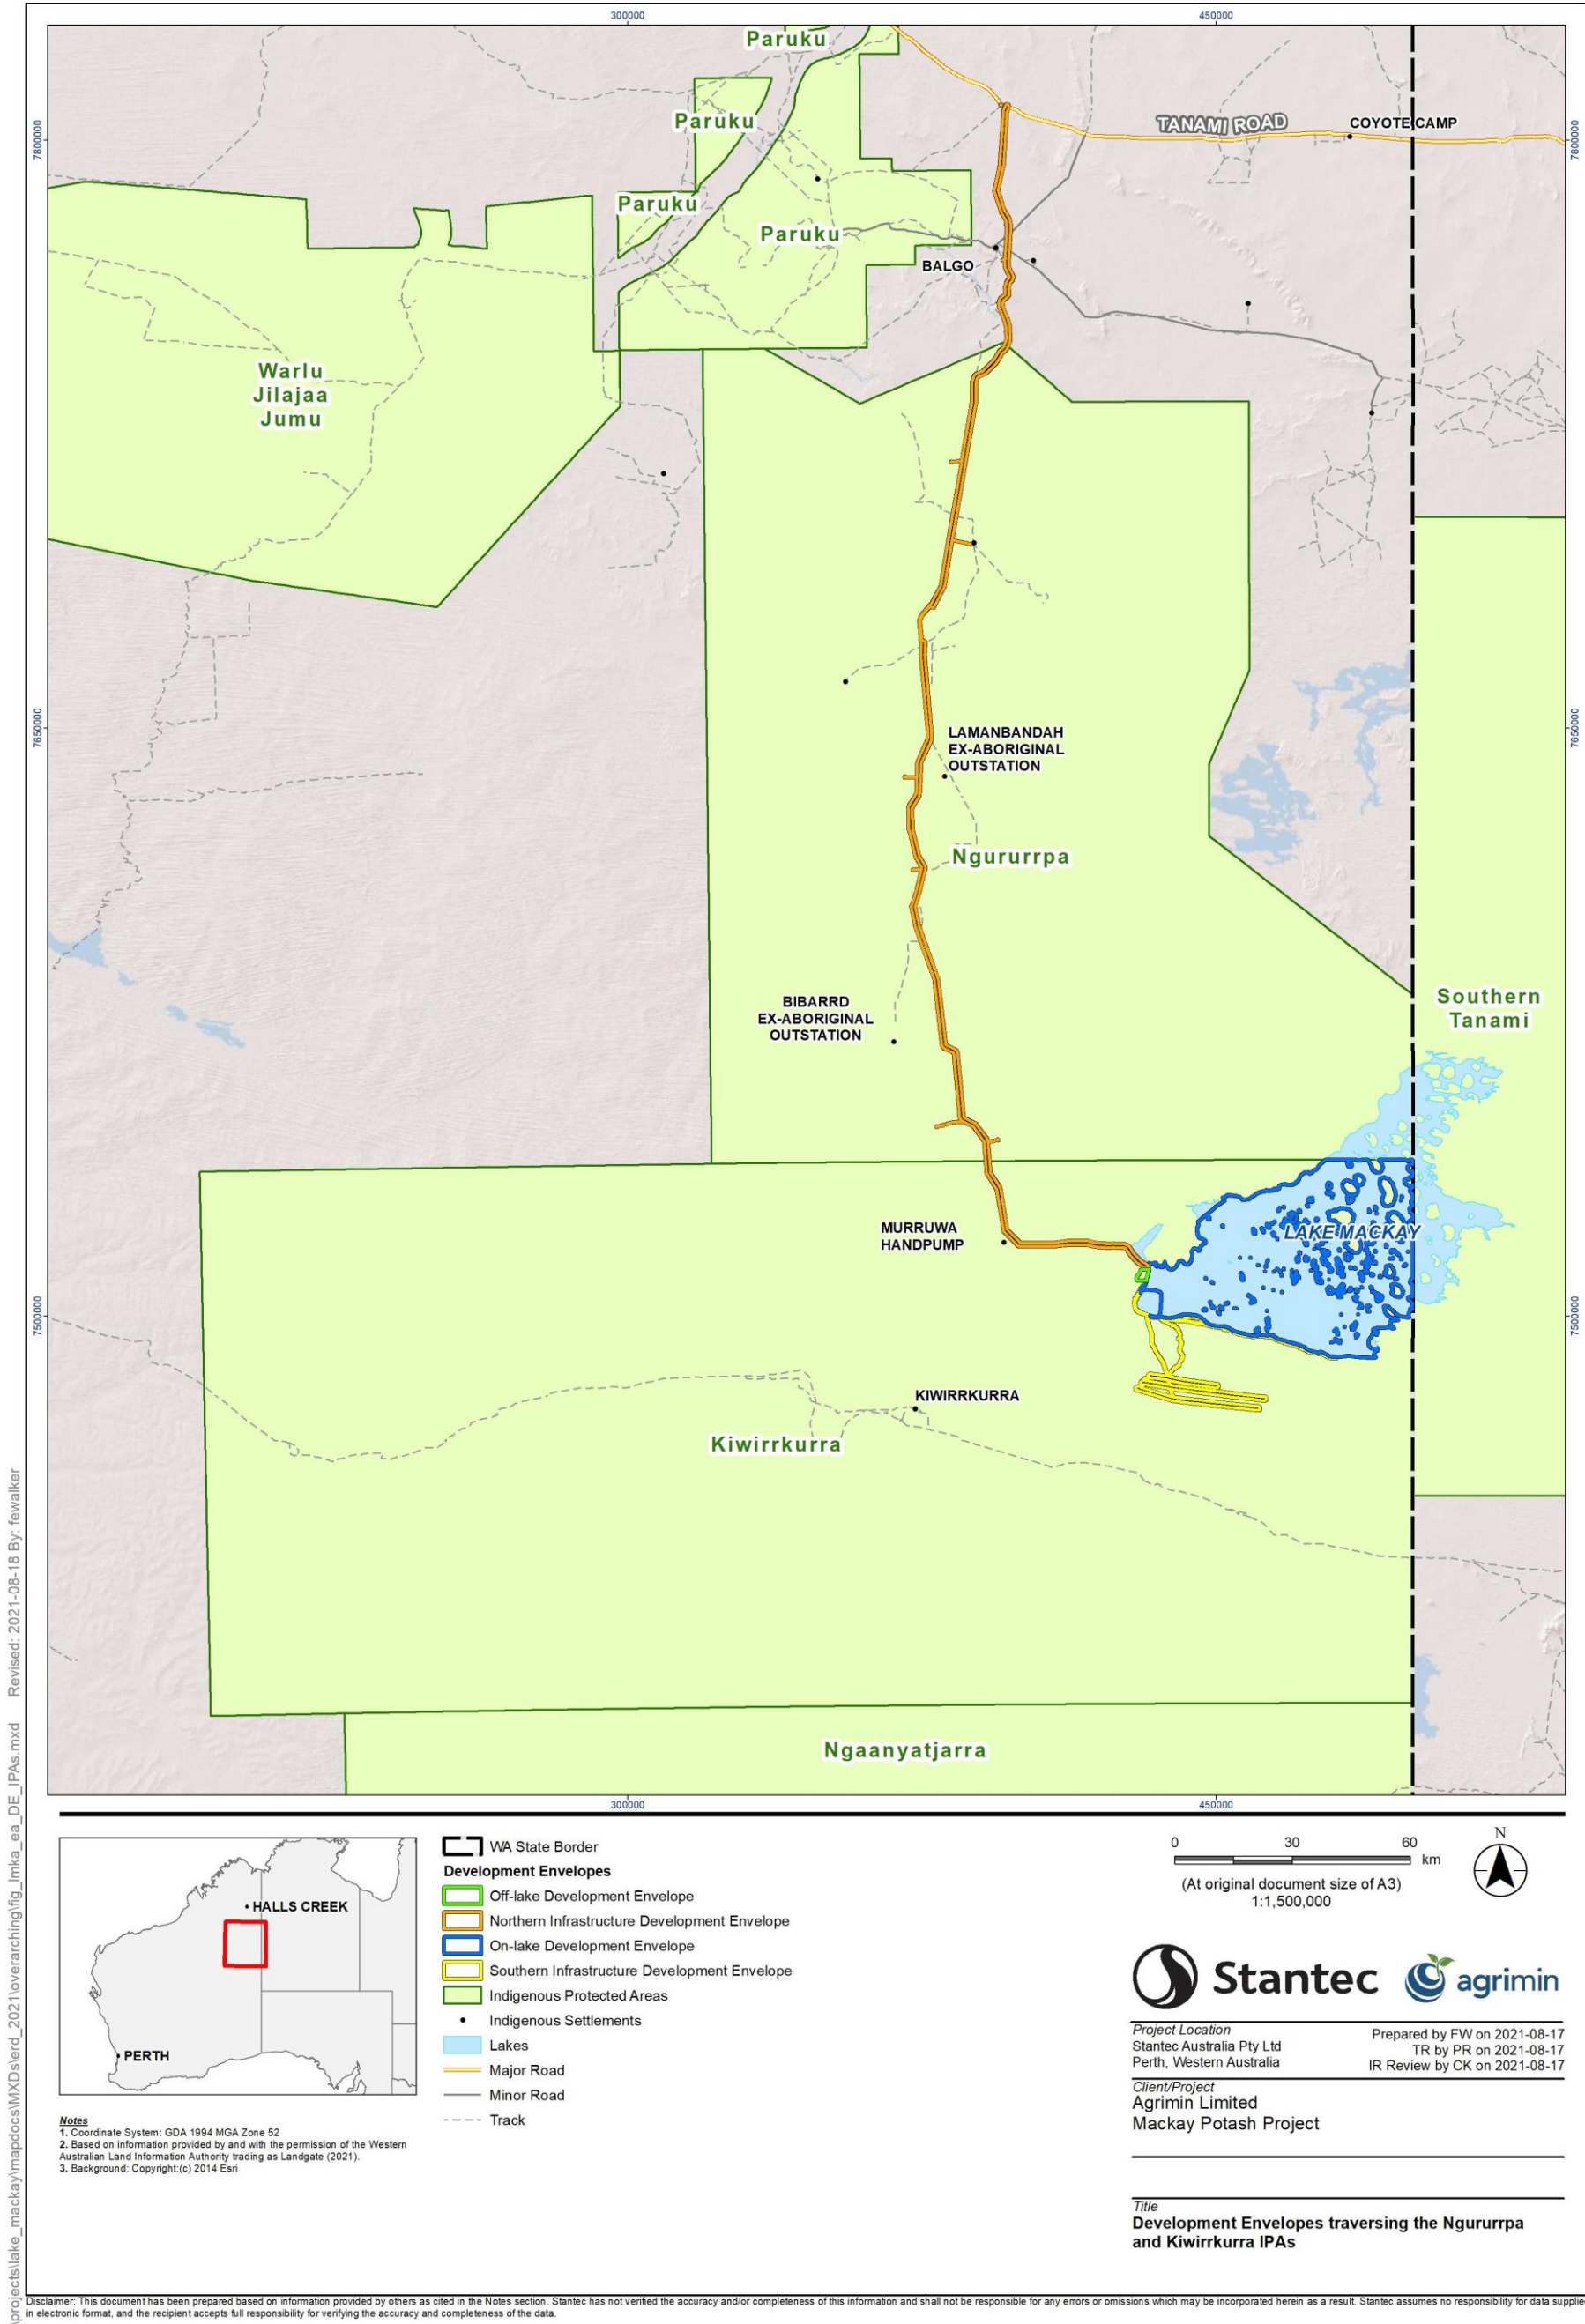 300000
450000
7800000
7800000
7650000
7650000
7500000
7500000
Paruku
Paruku
Paruku
Paruku
TANAMI ROAD
COYOTE CAMP
BALGO
Warlu
Jilajaa
Jumu
LAMANBANDAH
EX-ABORIGINAL
OUTSTATION
Ngururrpa
BIBARRD
EX-ABORIGINAL
OUTSTATION
Southern
Tanami
MURRUWA
HANDPUMP
LAKE MACKAY
KIWIRRKURRA
Kiwirrkurra
Ngaanyatjarra
300000
450000
HALLS CREEK
PERTH
WA State Border
Development Envelopes
Off-lake Development Envelope
Northern Infrastructure Development Envelope
On-lake Development Envelope
Southern Infrastructure Development Envelope
Indigenous Protected Areas
Indigenous Settlements
Lakes
Major Road
Minor Road
Track
0 30 60
km
(At original document size of A3)
1:1,500,000
N
Stantec
agrimin
Project Location
Stantec Australia Pty Ltd
Perth, Western Australia
Prepared by FW on 2021-08-17
TR by PR on 2021-08-17
IR Review by CK on 2021-08-17
Client/Project
Agrimin Limited
Mackay Potash Project
Title
Development Envelopes traversing the Ngururrpa
and Kiwirrkurra IPAs
Notes
1. Coordinate System: GDA 1994 MGA Zone 52
2. Based on information provided by and with the permission of the Western
Australian Land Information Authority trading as Landgate (2021).
3. Background: Copyright:(c) 2014 Esri
\projects\lake_mackay\mapdocs\MXDs\erd_2021\overarching\fig_lmka_ea_DE_IPAs.mxd Revised: 2021-08-18 By: fewalker
Disclaimer: This document has been prepared based on information provided by others as cited in the Notes section. Stantec has not verified the accuracy and/or completeness of this information and shall not be responsible for any errors or omissions which may be incorporated herein as a result. Stantec assumes no responsibility for data supplie
in electronic format, and the recipient accepts full responsibility for verifying the accuracy and completeness of the data.